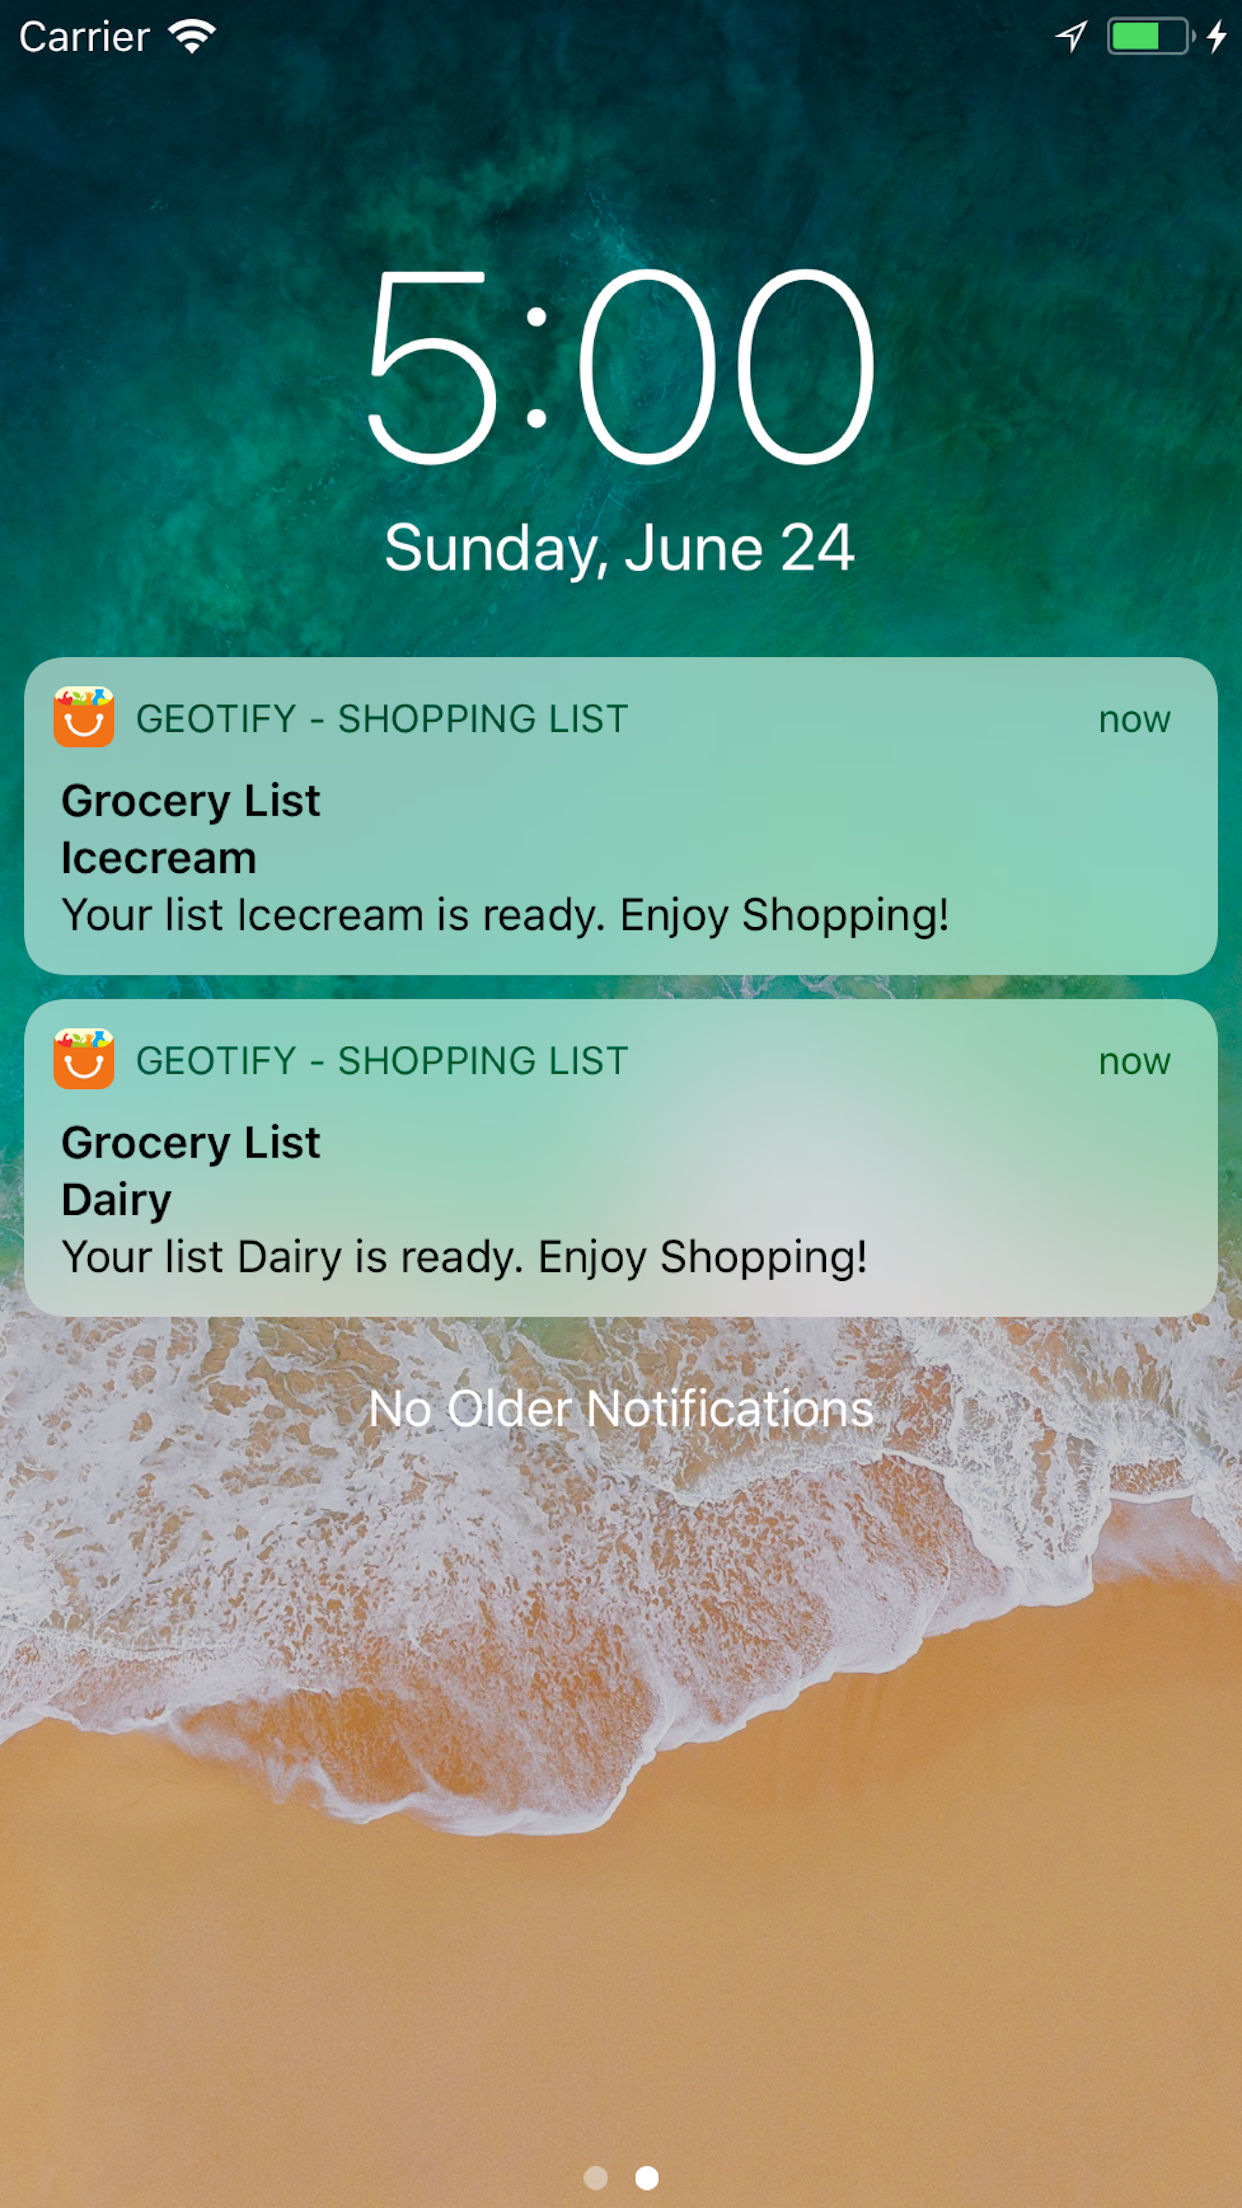 Carrier
5:00
Sunday, June 24
GEOTIFY - SHOPPING LIST now
Grocery List
Icecream
Your list Icecream is ready. Enjoy Shopping!
GEOTIFY - SHOPPING LIST now
Grocery List
Dairy
Your list Dairy is ready. Enjoy Shopping!
No Older Notifications